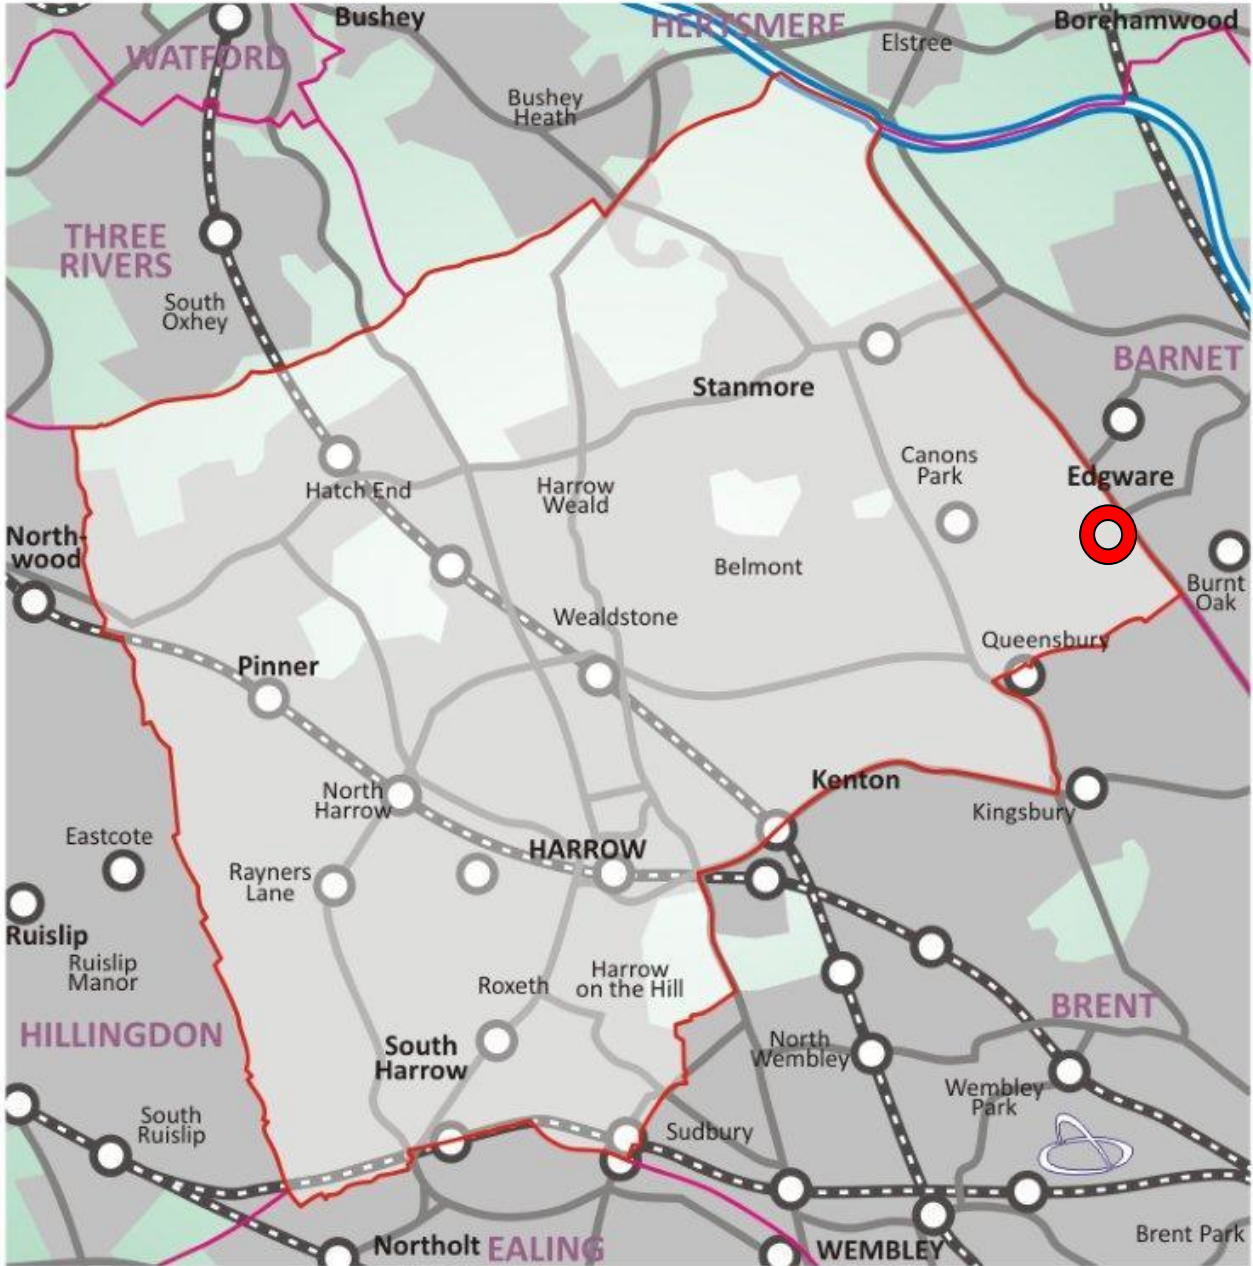 Bushey
HERTSMERE
Borehamwood
WATFORD
Elstree
Bushey
Heath
THREE
RIVERS
South
Oxhey
BARNET
Stanmore
Canons
Park
Edgware
Hatch End
Harrow
Weald
North-
wood
Belmont
Burnt
Oak
Wealdstone
Queensbury
Pinner
Kenton
North
Harrow
Kingsbury
Eastcote
HARROW
Rayners
Lane
Ruislip
Ruislip
Manor
Roxeth
Harrow
on the Hill
BRENT
HILLINGDON
South
Harrow
North
Wembley
Wembley
Park
South
Ruislip
Sudbury
Northolt
EALING
WEMBLEY
Brent Park